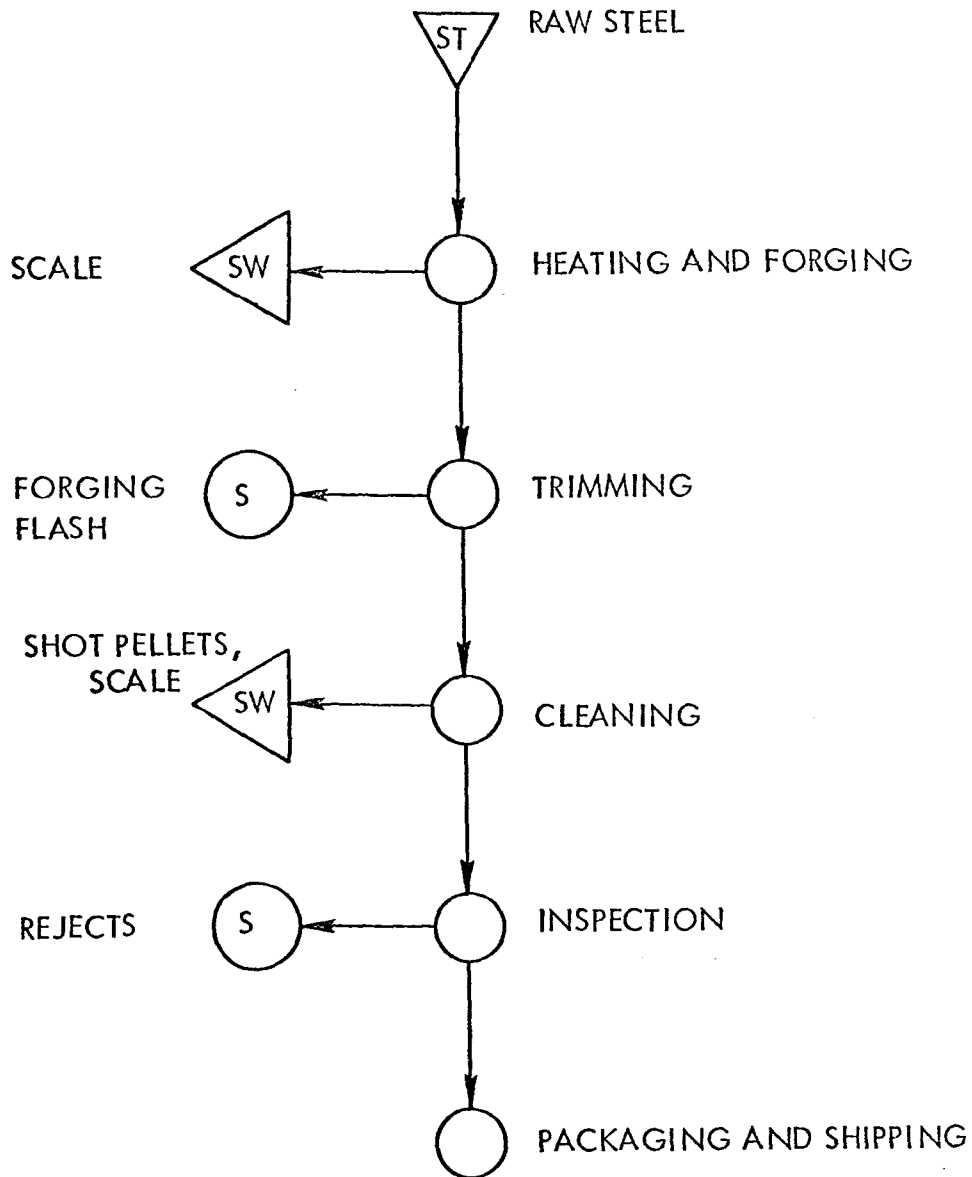 ST RAW STEEL
SCALE SW HEATING AND FORGING
FORGING
FLASH
S TRIMMING
SHOT PELLETS,
SCALE
SW CLEANING
REJECTS S INSPECTION
PACKAGING AND SHIPPING